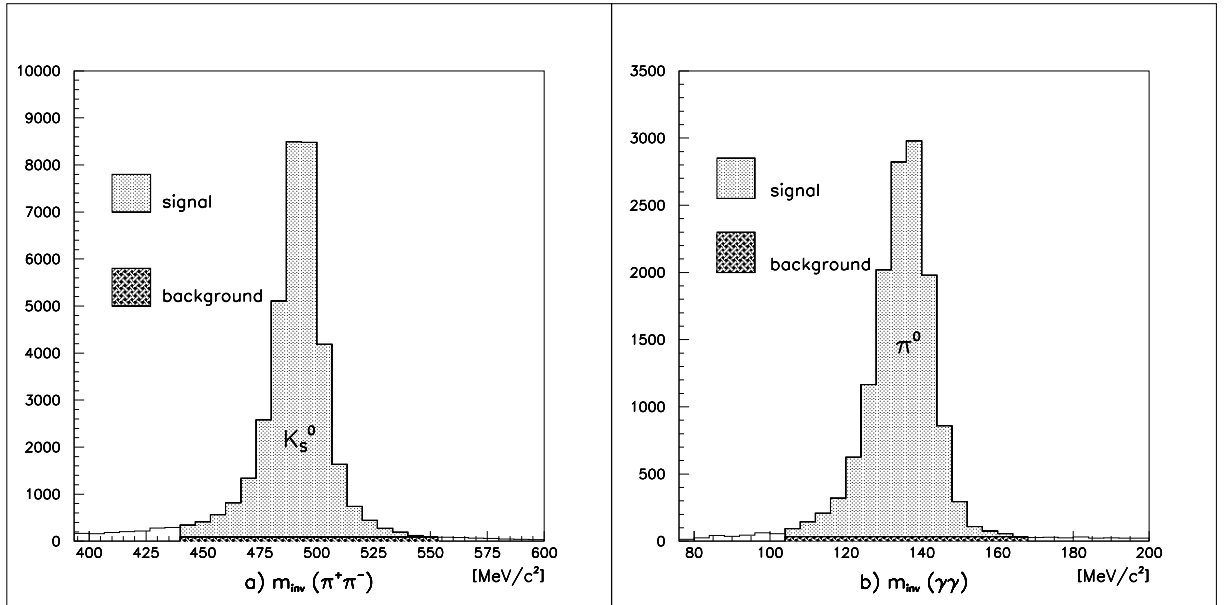 10000
9000
8000
7000
6000
5000
4000
3000
2000
1000
0
signal
background
K_S^0
400 425 450 475 500 525 550 575 600
[MeV/c²]
a) m_inv (π⁺π⁻)
3500
3000
2500
2000
1500
1000
500
0
signal
background
π⁰
80 100 120 140 160 180 200
[MeV/c²]
b) m_inv (γγ)